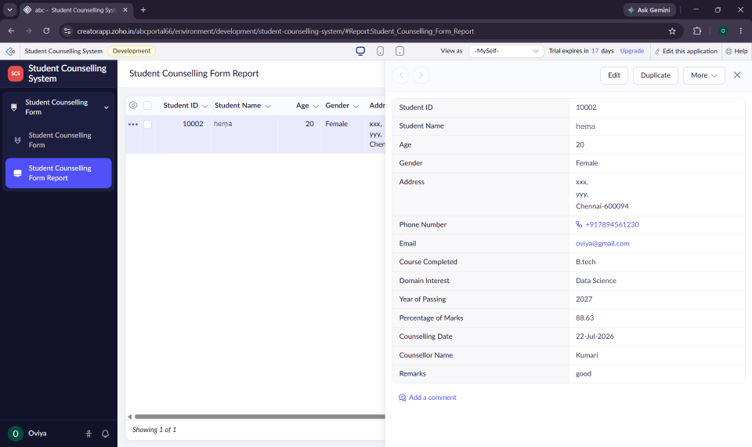 abc - Student Counselling System
Ask Gemini
creatorapp.zoho.in/abcportal66/environment/development/student-counselling-system/#Report:Student_Counselling_Form_Report
O
Student Counselling System
Development
View as
-MySelf-
Trial expires in 17 days
Upgrade
Edit this application
Help
SCS
Student Counselling
System
Student Counselling
Form
Student Counselling
Form
Student Counselling
Form Report
O
Oviya
Student Counselling Form Report
Student ID
Student Name
Age
Gender
Addr
10002
hema
20
Female
xxx,
yyy,
Chen
Showing 1 of 1
Edit
Duplicate
More
Student ID 10002
Student Name hema
Age 20
Gender Female
Address xxx,
yyy,
Chennai-600094
Phone Number +917894561230
Email oviya@gmail.com
Course Completed B.tech
Domain Interest Data Science
Year of Passing 2027
Percentage of Marks 88.63
Counselling Date 22-Jul-2026
Counsellor Name Kumari
Remarks good
Add a comment